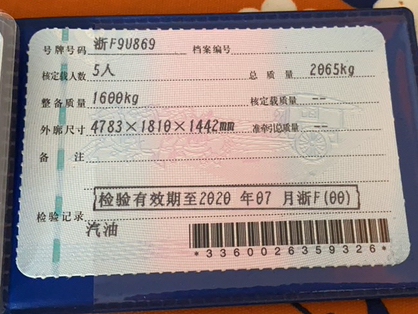 号牌号码 浙F9U869 档案编号
核定载人数 5人 总质量 2065kg
整备质量 1600kg 核定载质量 --
外廓尺寸 4783×1810×1442mm 准牵引总质量 --
备注
检验有效期至2020 年07 月浙F(00)
检验记录
汽油
*3360026359326*